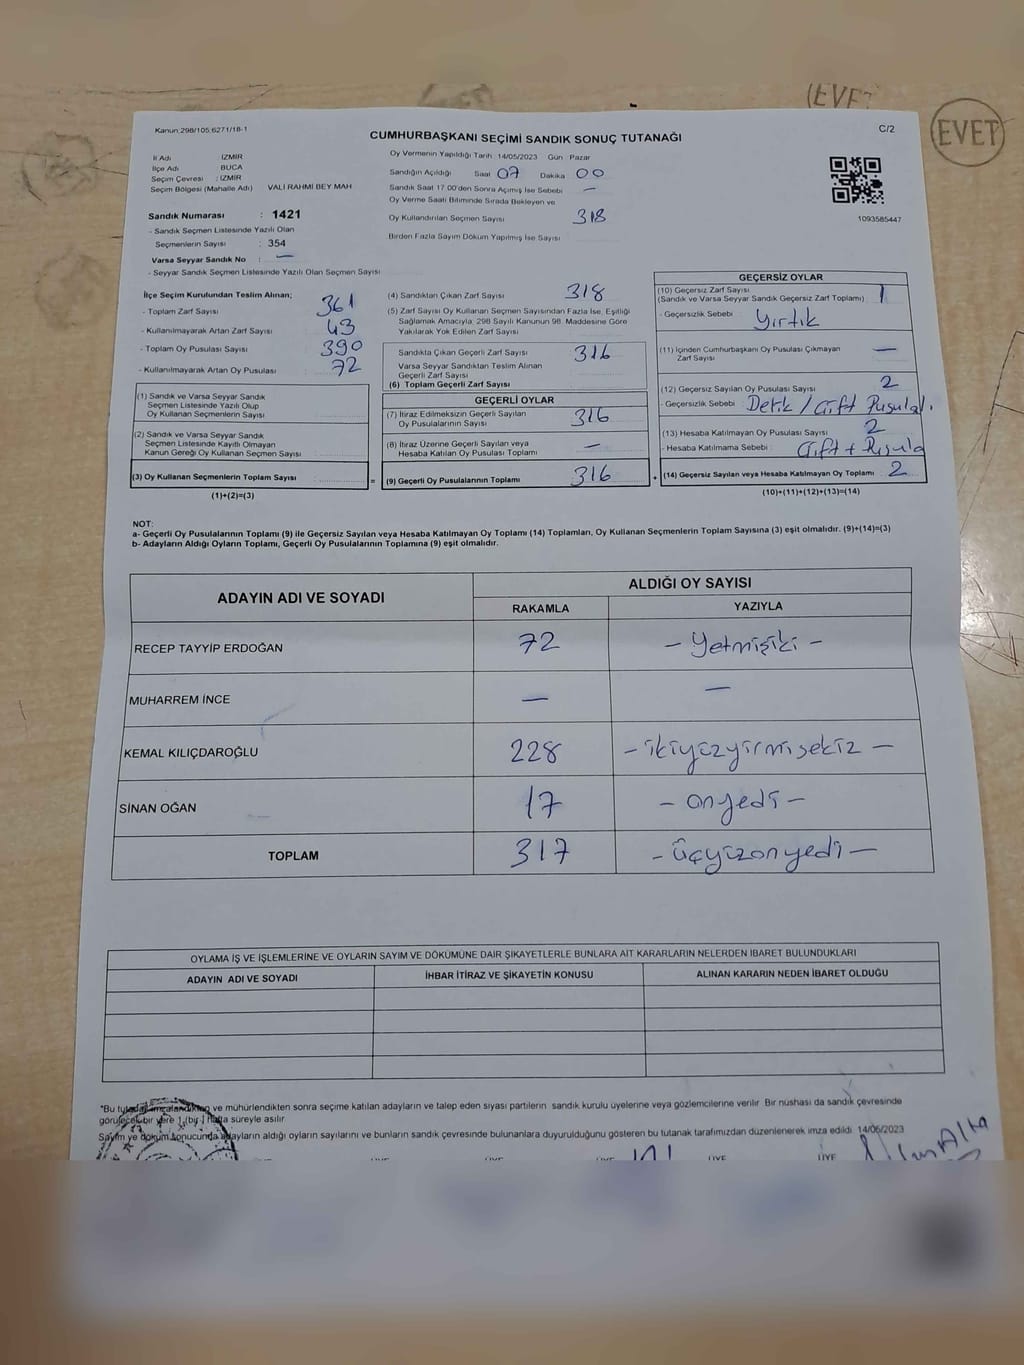 (EVET
EVET
Kanun 298/105,6271/18-1
C/2
CUMHURBAŞKANI SEÇİMİ SANDIK SONUÇ TUTANAĞI
İl Adı : İZMİR
İlçe Adı : BUCA
Seçim Çevresi : İZMİR
Seçim Bölgesi (Mahalle Adı) VALİ RAHMİ BEY MAH
Sandık Numarası : 1421
- Sandık Seçmen Listesinde Yazılı Olan
Seçmenlerin Sayısı : 354
Varsa Seyyar Sandık No : —
- Seyyar Sandık Seçmen Listesinde Yazılı Olan Seçmen Sayısı
Oy Vermenin Yapıldığı Tarih 14/05/2023 Gün Pazar
Sandığın Açıldığı Saat 07 Dakika 00
Sandık Saat 17.00'den Sonra Açılmış İse Sebebi —
Oy Verme Saati Bitiminde Sırada Bekleyen ve
Oy Kullandırılan Seçmen Sayısı 318
Birden Fazla Sayım Döküm Yapılmış İse Sayısı
1093585447
İlçe Seçim Kurulundan Teslim Alınan;
- Toplam Zarf Sayısı 361
- Kullanılmayarak Artan Zarf Sayısı 43
- Toplam Oy Pusulası Sayısı 390
- Kullanılmayarak Artan Oy Pusulası 72
(1) Sandık ve Varsa Seyyar Sandık
Seçmen Listesinde Yazılı Olup
Oy Kullanan Seçmenlerin Sayısı
(2) Sandık ve Varsa Seyyar Sandık
Seçmen Listesinde Kayıtlı Olmayan
Kanun Gereği Oy Kullanan Seçmen Sayısı
(3) Oy Kullanan Seçmenlerin Toplam Sayısı
=
(1)+(2)=(3)
(4) Sandıktan Çıkan Zarf Sayısı 318
(5) Zarf Sayısı Oy Kullanan Seçmen Sayısından Fazla İse, Eşitliği
Sağlamak Amacıyla, 298 Sayılı Kanunun 98. Maddesine Göre
Yakılarak Yok Edilen Zarf Sayısı
Sandıkta Çıkan Geçerli Zarf Sayısı 316
Varsa Seyyar Sandıktan Teslim Alınan
Geçerli Zarf Sayısı
(6) Toplam Geçerli Zarf Sayısı
GEÇERLİ OYLAR
(7) İtiraz Edilmeksizin Geçerli Sayılan
Oy Pusulalarının Sayısı 316
(8) İtiraz Üzerine Geçerli Sayılan veya
Hesaba Katılan Oy Pusulası Toplamı —
(9) Geçerli Oy Pusulalarının Toplamı 316
+
GEÇERSİZ OYLAR
(10) Geçersiz Zarf Sayısı 1
(Sandık ve Varsa Seyyar Sandık Geçersiz Zarf Toplamı)
- Geçersizlik Sebebi Yırtık
(11) İçinden Cumhurbaşkanı Oy Pusulası Çıkmayan
Zarf Sayısı —
(12) Geçersiz Sayılan Oy Pusulası Sayısı 2
- Geçersizlik Sebebi / Çift Pusula.
(13) Hesaba Katılmayan Oy Pusulası Sayısı 2
- Hesaba Katılmama Sebebi Çift Pusula
(14) Geçersiz Sayılan veya Hesaba Katılmayan Oy Toplamı 2
(10)+(11)+(12)+(13)=(14)
NOT:
a- Geçerli Oy Pusulalarının Toplamı (9) ile Geçersiz Sayılan veya Hesaba Katılmayan Oy Toplamı (14) Toplamları, Oy Kullanan Seçmenlerin Toplam Sayısına (3) eşit olmalıdır. (9)+(14)=(3)
b- Adayların Aldığı Oyların Toplamı, Geçerli Oy Pusulalarının Toplamına (9) eşit olmalıdır.
ADAYIN ADI VE SOYADI ALDIĞI OY SAYISI
RAKAMLA YAZIYLA
RECEP TAYYİP ERDOĞAN 72 - Yetmişiki -
MUHARREM İNCE — —
KEMAL KILIÇDAROĞLU 228 - ikiyüzyirmisekiz -
SİNAN OĞAN 17 - onyedi -
TOPLAM 317 - Üçyüzonyedi -
OYLAMA İŞ VE İŞLEMLERİNE VE OYLARIN SAYIM VE DÖKÜMÜNE DAİR ŞİKAYETLERLE BUNLARA AİT KARARLARIN NELERDEN İBARET BULUNDUKLARI
ADAYIN ADI VE SOYADI İHBAR İTİRAZ VE ŞİKAYETİN KONUSU ALINAN KARARIN NEDEN İBARET OLDUĞU
*Bu tutanak imzalandıktan ve mühürlendikten sonra seçime katılan adayların ve talep eden siyasi partilerin sandık kurulu üyelerine veya gözlemcilerine verilir. Bir nüshası da sandık çevresinde
görülecek bir yere 1 (bir) hafta süreyle asılır.
Sayım ve döküm sonucunda adayların aldığı oyların sayılarını ve bunların sandık çevresinde bulunanlara duyurulduğunu gösteren bu tutanak tarafımızdan düzenlenerek imza edildi. 14/05/2023
ÜYE ÜYE ÜYE ÜYE